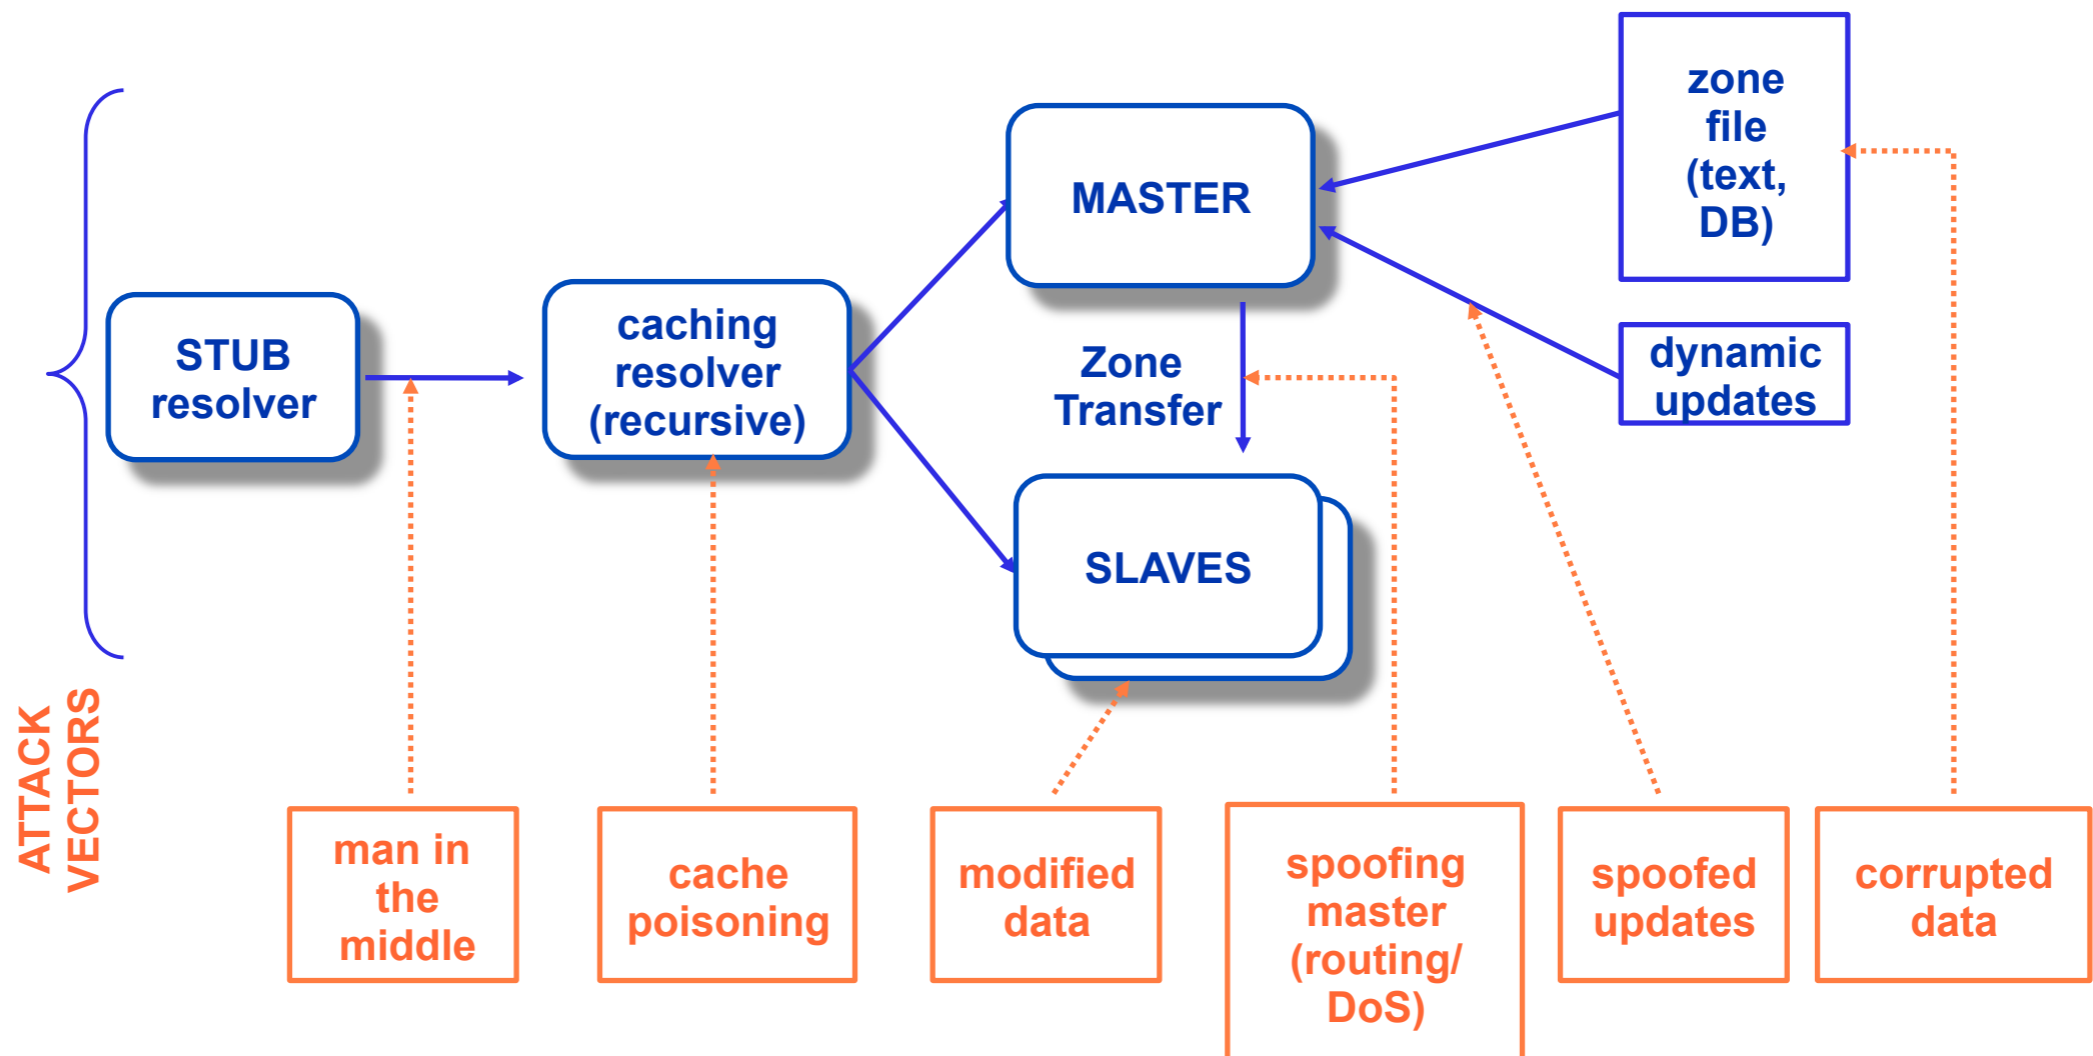 zone
file
(text,
DB)
MASTER
STUB
resolver
caching
resolver
(recursive)
Zone
Transfer
dynamic
updates
SLAVES
ATTACK
VECTORS
man in
the
middle
cache
poisoning
modified
data
spoofing
master
(routing/
DoS)
spoofed
updates
corrupted
data